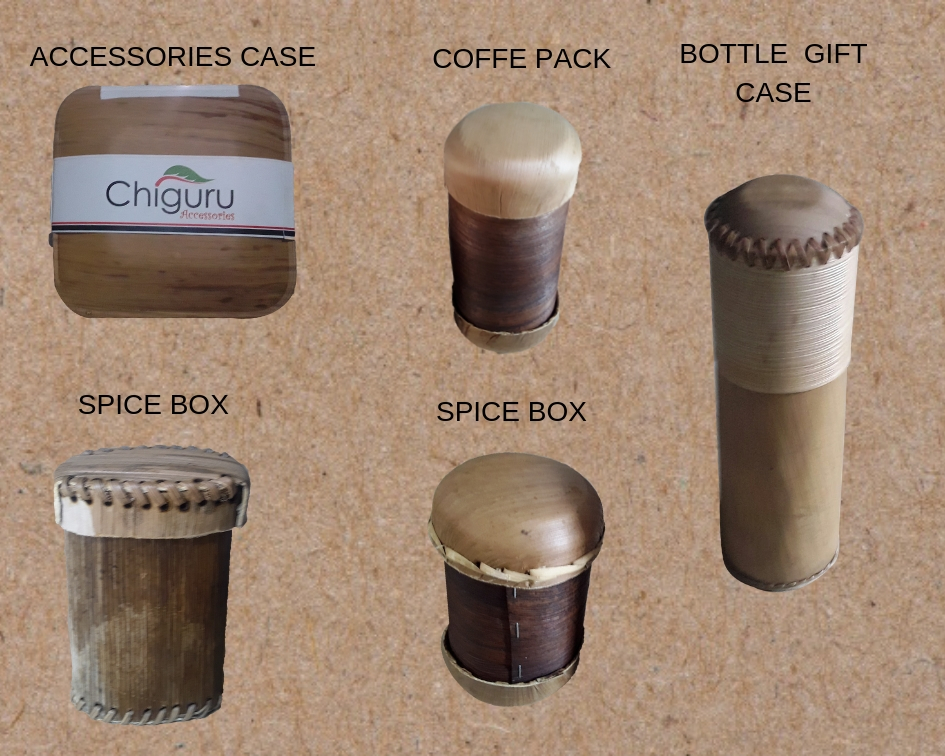 ACCESSORIES CASE
COFFE PACK
BOTTLE GIFT
CASE
Chiguru
Accessories
SPICE BOX
SPICE BOX